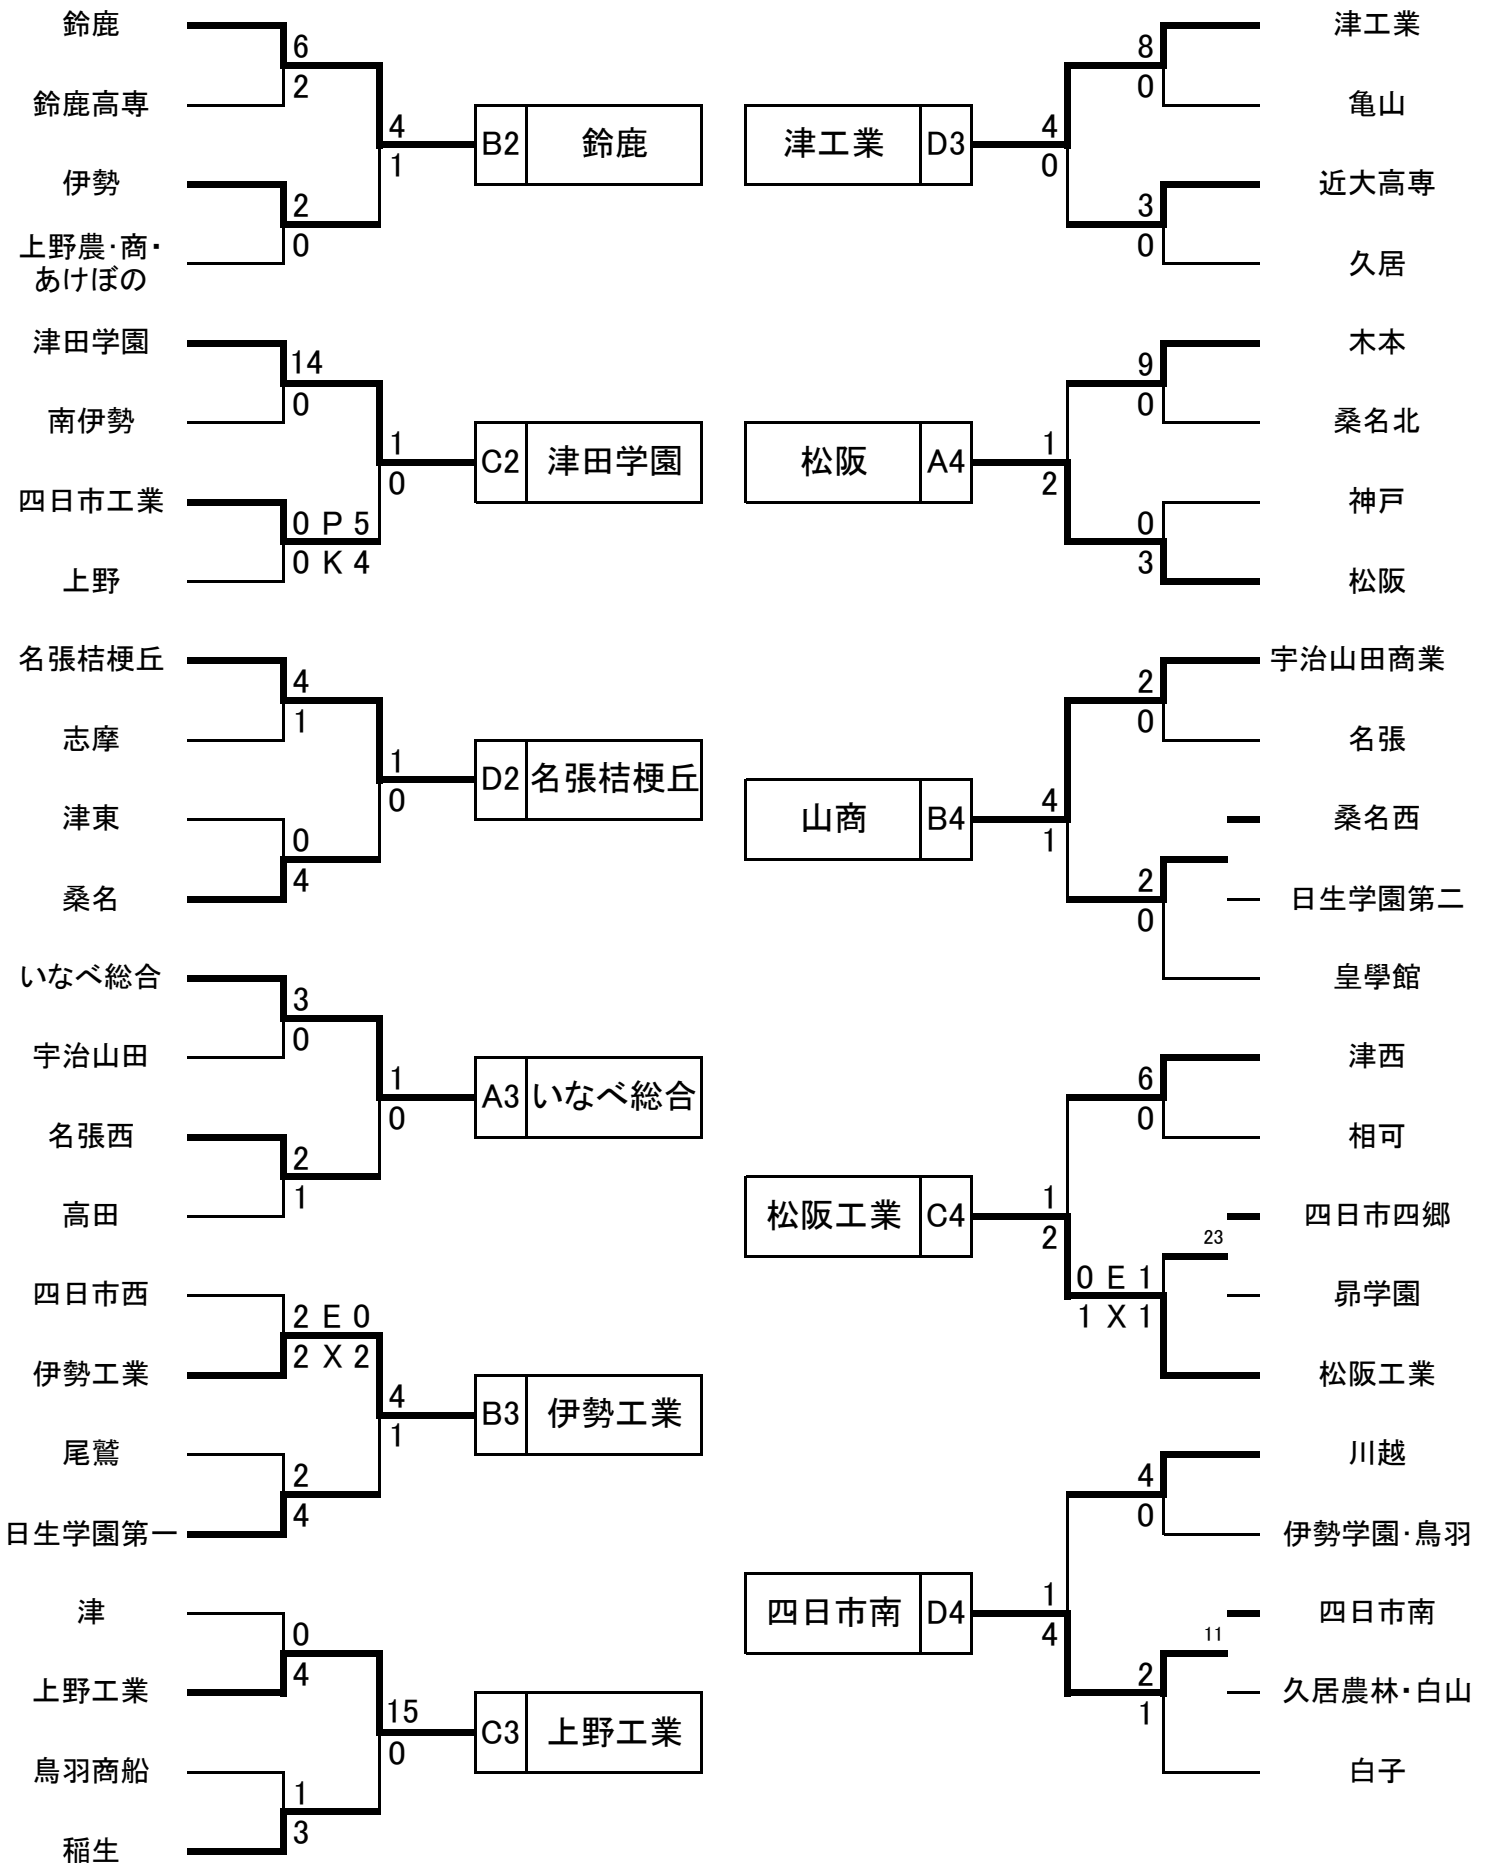 鈴鹿
6
2
鈴鹿高専
4
1
B2
鈴鹿
伊勢
2
0
上野農・商・
あけぼの
津田学園
14
0
南伊勢
1
0
C2
津田学園
四日市工業
0 P 5
0 K 4
上野
名張桔梗丘
4
1
志摩
1
0
D2
名張桔梗丘
津東
0
4
桑名
いなべ総合
3
0
宇治山田
1
0
A3
いなべ総合
名張西
2
1
高田
四日市西
2 E 0
2 X 2
伊勢工業
4
1
B3
伊勢工業
尾鷲
2
4
日生学園第一
津
0
4
上野工業
15
0
C3
上野工業
鳥羽商船
1
3
稲生
津工業
8
0
亀山
津工業
D3
4
0
近大高専
3
0
久居
木本
9
0
桑名北
松阪
A4
1
2
神戸
0
3
松阪
宇治山田商業
2
0
名張
山商
B4
4
1
桑名西
2
0
日生学園第二
皇學館
津西
6
0
相可
松阪工業
C4
1
2
四日市四郷
23
0 E 1
1 X 1
昴学園
松阪工業
川越
4
0
伊勢学園・鳥羽
四日市南
D4
1
4
四日市南
11
2
1
久居農林・白山
白子